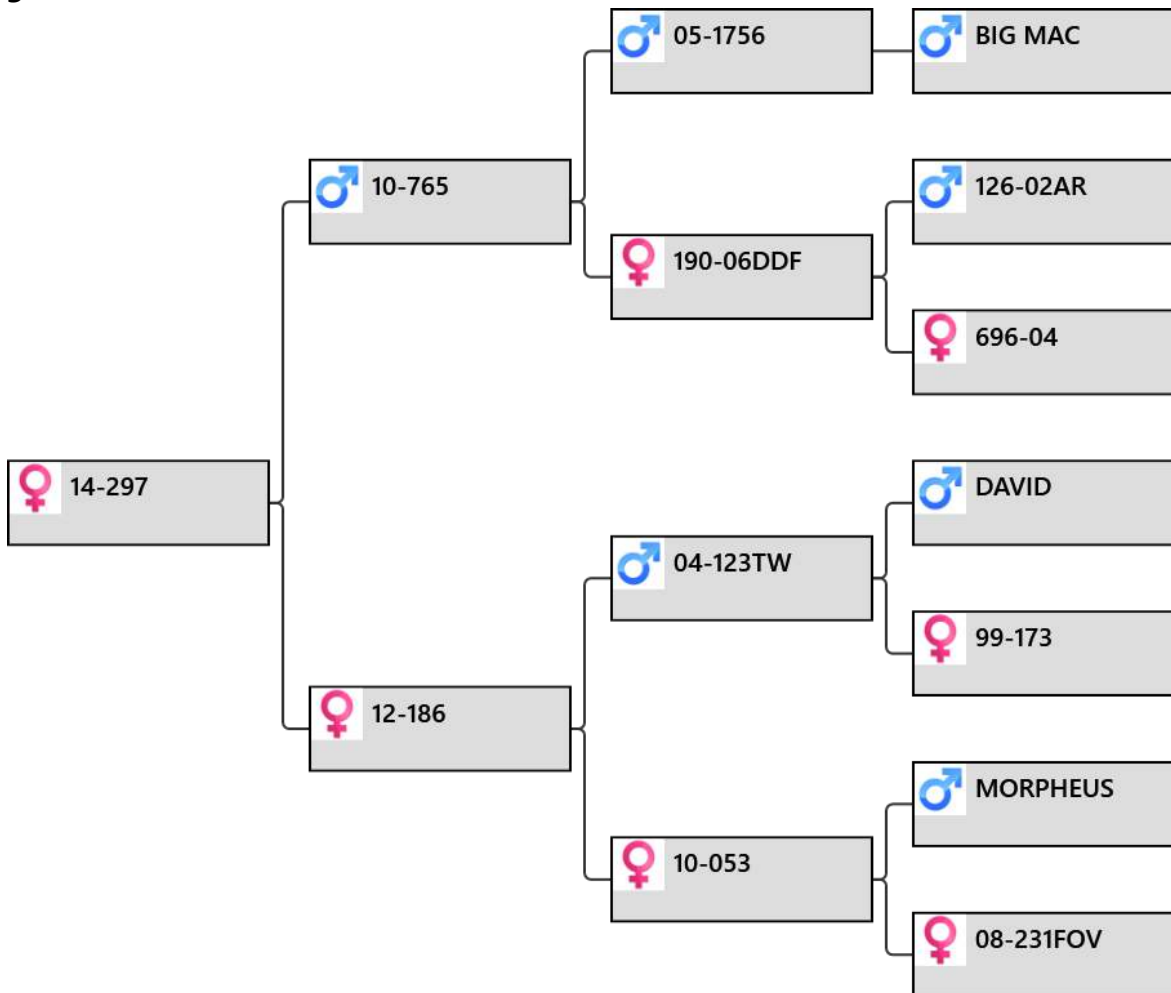 05-1756
BIG MAC
10-765
126-02AR
190-06DDF
696-04
14-297
DAVID
04-123TW
99-173
12-186
MORPHEUS
10-053
08-231FOV